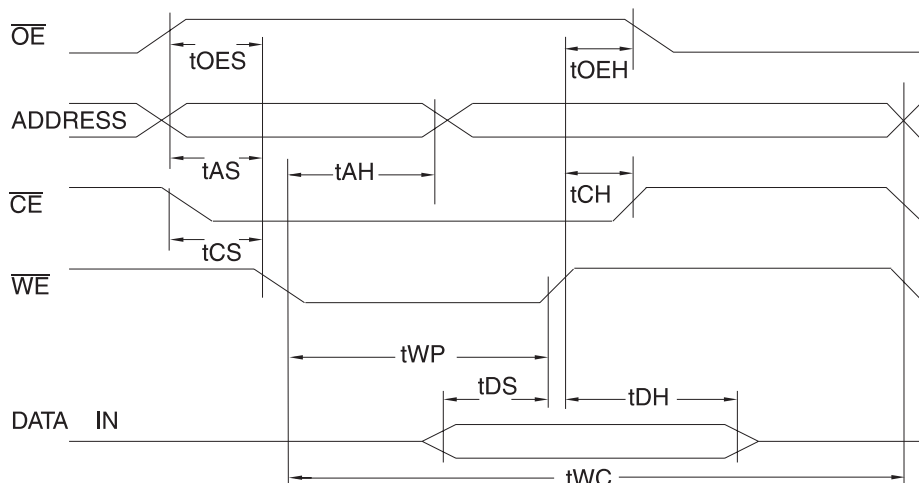 OE
tOES
tOEH
ADDRESS
tAS
tAH
tCH
CE
tCS
WE
tWP
tDS
tDH
DATA IN
tWC